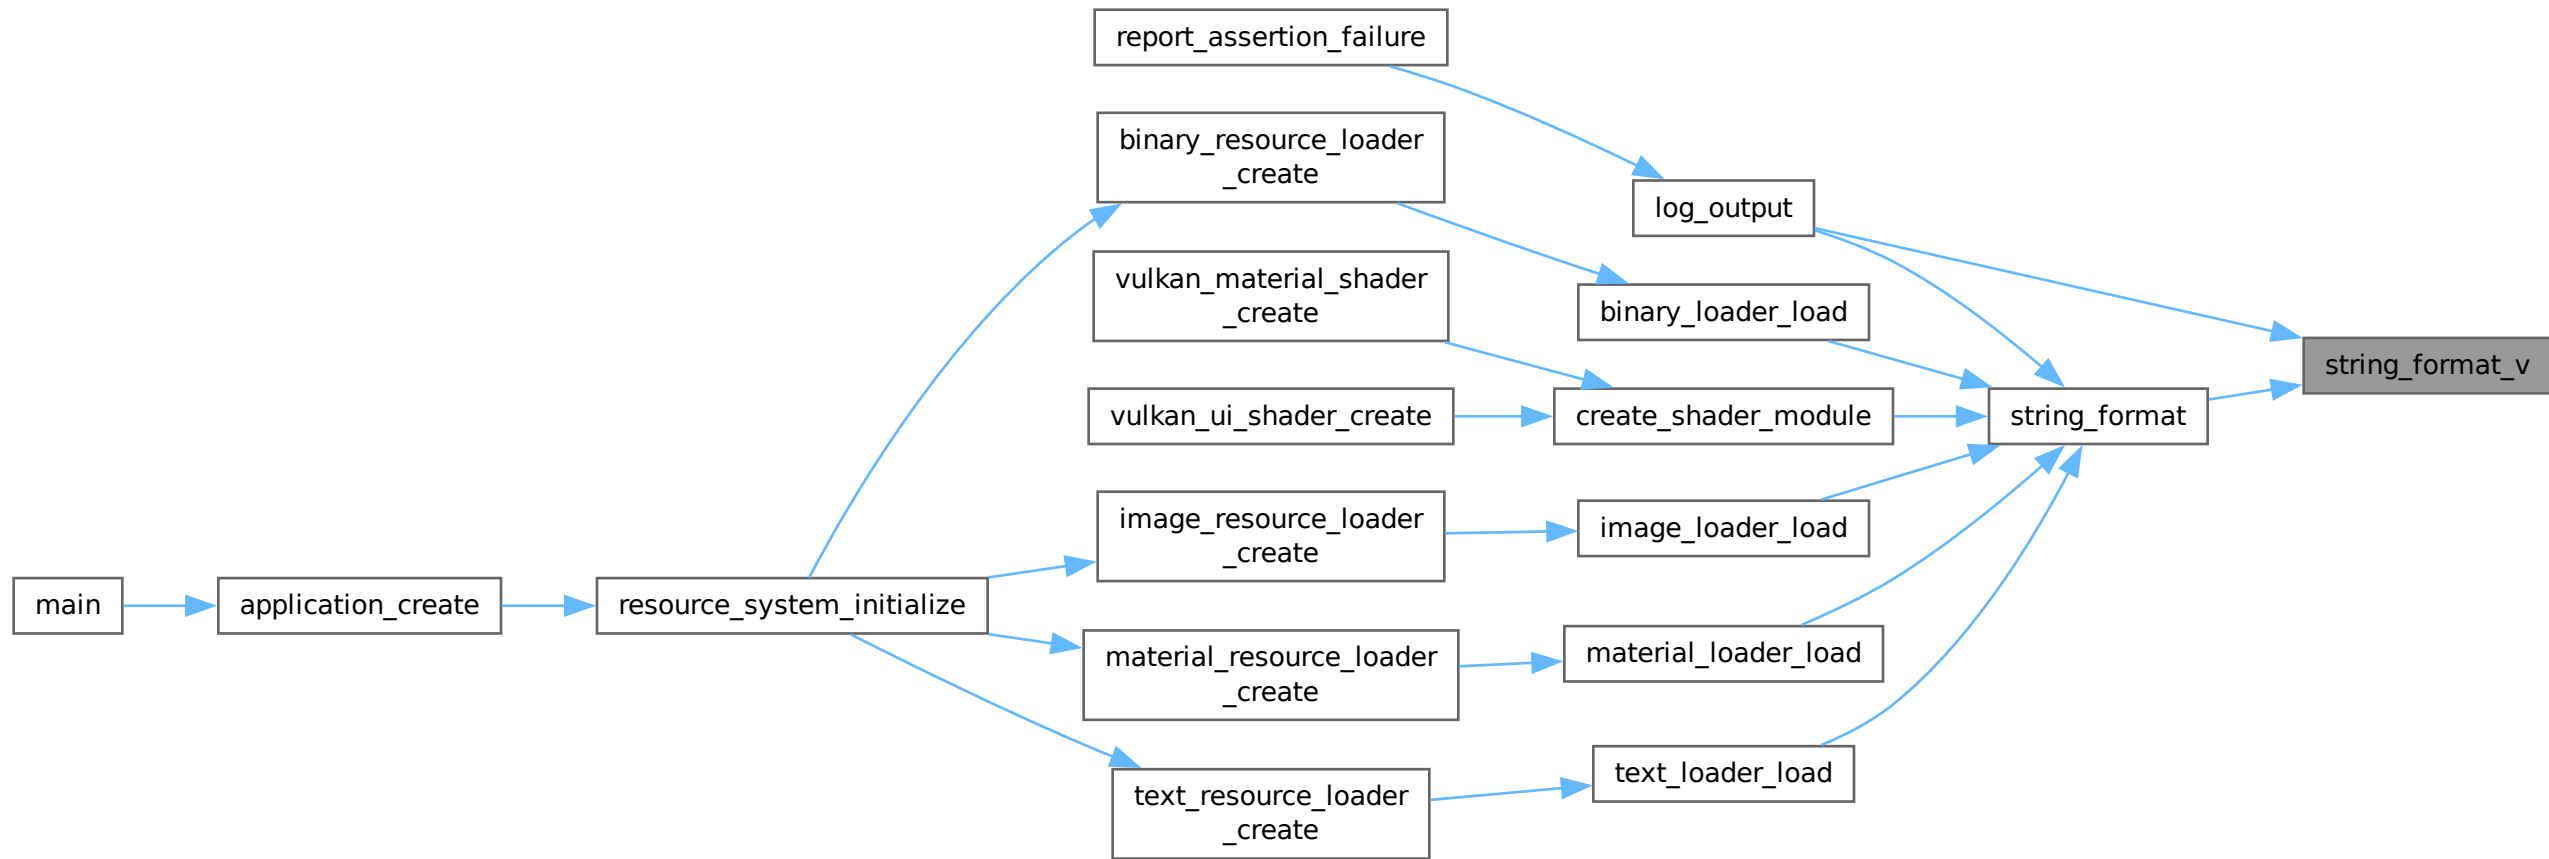 report_assertion_failure
binary_resource_loader
_create
log_output
vulkan_material_shader
_create
binary_loader_load
string_format_v
vulkan_ui_shader_create
create_shader_module
string_format
image_resource_loader
_create
image_loader_load
main
application_create
resource_system_initialize
material_resource_loader
_create
material_loader_load
text_resource_loader
_create
text_loader_load